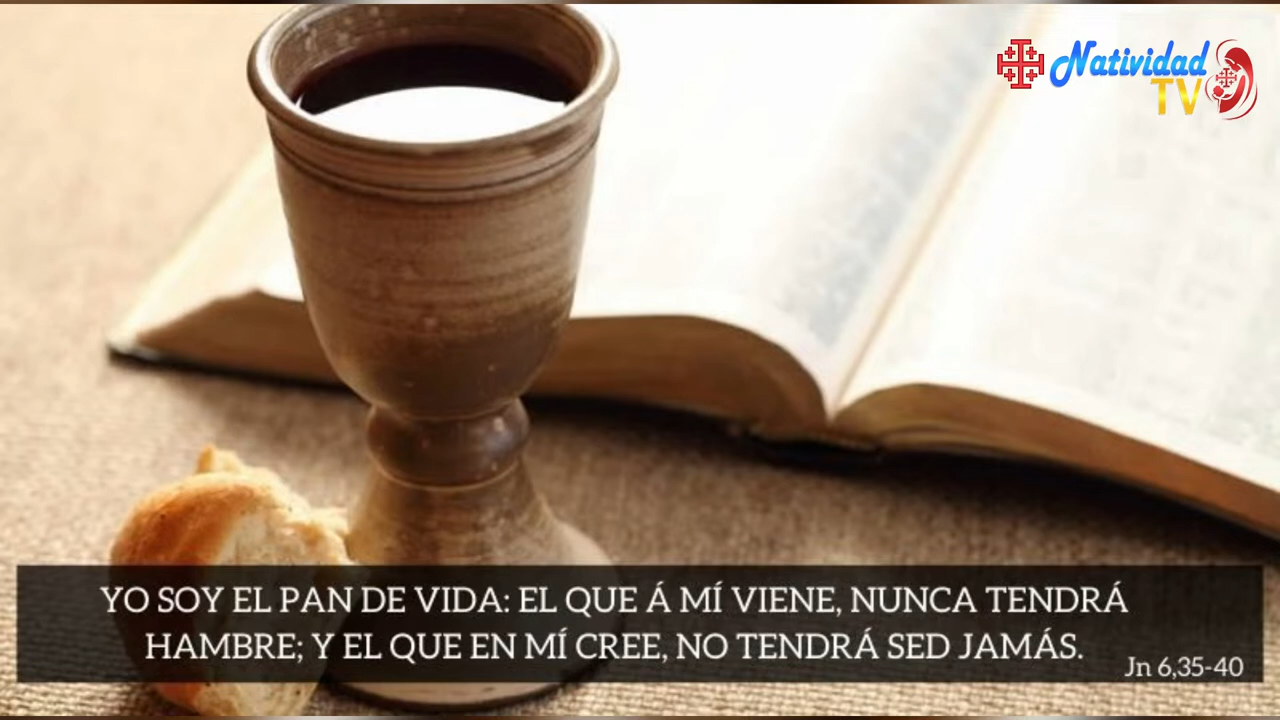 Natividad
TV
YO SOY EL PAN DE VIDA: EL QUE Á MÍ VIENE, NUNCA TENDRÁ
HAMBRE; Y EL QUE EN MÍ CREE, NO TENDRÁ SED JAMÁS.
Jn 6,35-40